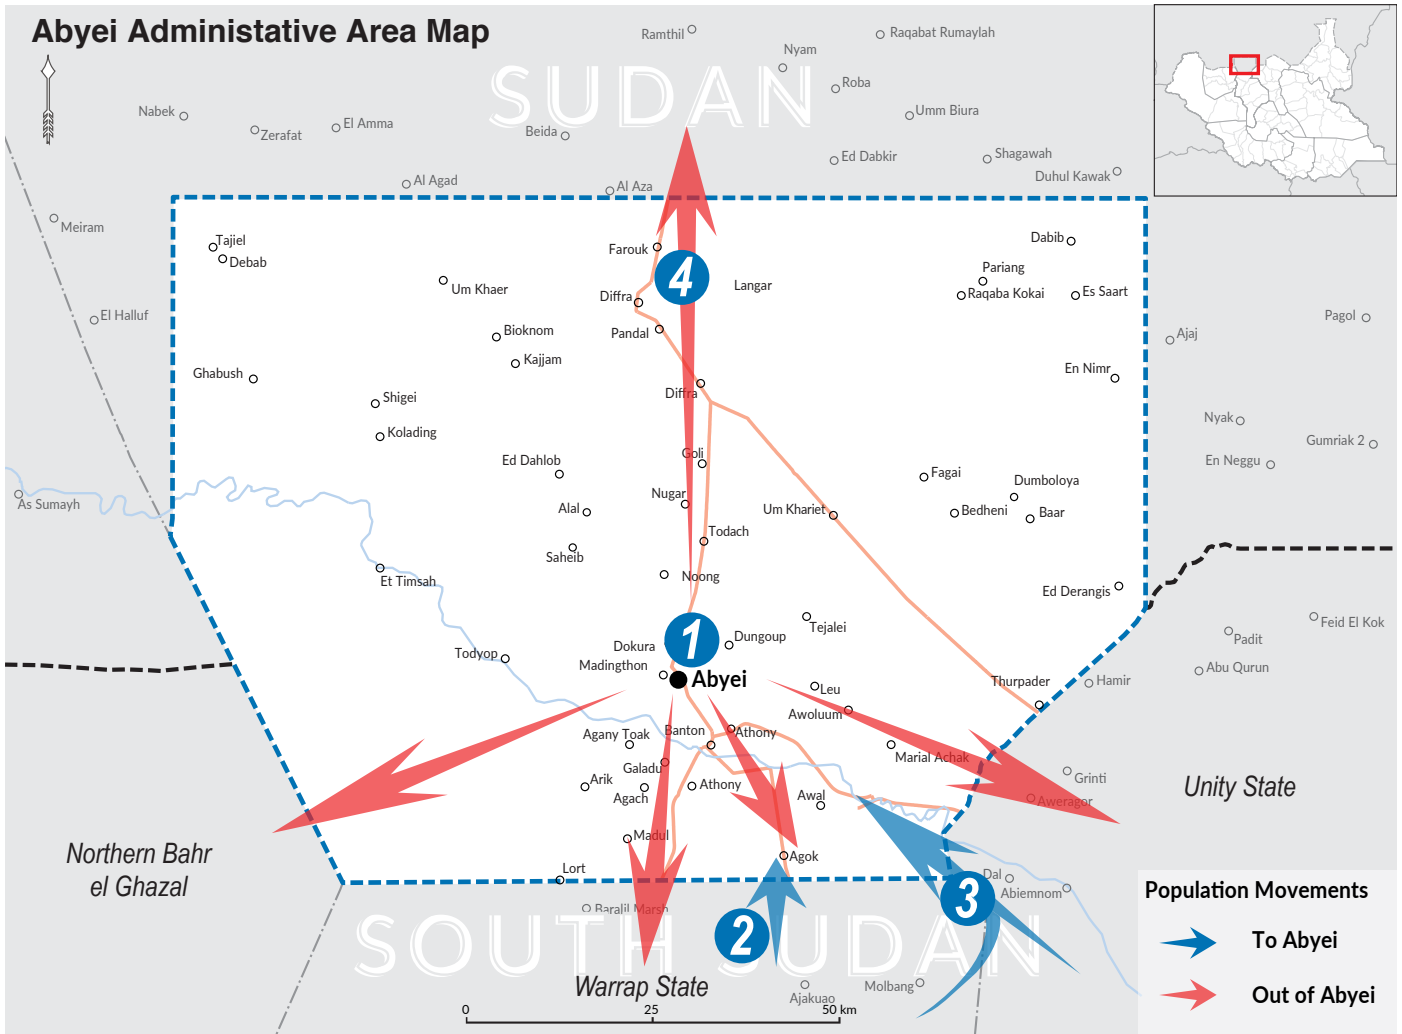 Abyei Administative Area Map
Ramthil
Raqabat Rumaylah
Nyam
SUDAN
Roba
Nabek
Umm Biura
Zerafat
El Amma
Beida
Ed Dabkir
Shagawah
Duhul Kawak
Al Agad
Al Aza
Meiram
Tajiel
Debab
Farouk
Dabib
4
Pariang
Um Khaer
Langar
Diffra
Raqaba Kokai
Es Saart
El Halluf
Pagol
Bioknom
Pandal
Ajaj
Kajjam
Ghabush
En Nimr
Shigei
Diffra
Kolading
Nyak
Gumriak 2
Goli
Ed Dahlob
En Neggu
Fagai
Dumboloya
As Sumayh
Nugar
Alal
Um Khariet
Bedheni
Baar
Todach
Saheib
Et Timsah
Noong
Ed Derangis
Tejalei
Feid El Kok
1
Dungoup
Dokura
Padit
Todyop
Madingthon
Abyei
Abu Qurun
Thurpader
Hamir
Leu
Awoluum
Agany Toak
Banton
Athony
Marial Achak
Galadu
Grinti
Arik
Agach
Athony
Awal
Aweragor
Unity State
Madul
Northern Bahr
el Ghazal
Agok
Lort
Dal
Abiemnom
3
Baralil Marsh
2
SOUTH SUDAN
Warrap State
Ajakuao
Molbang
0
25
50 km
Population Movements
To Abyei
Out of Abyei